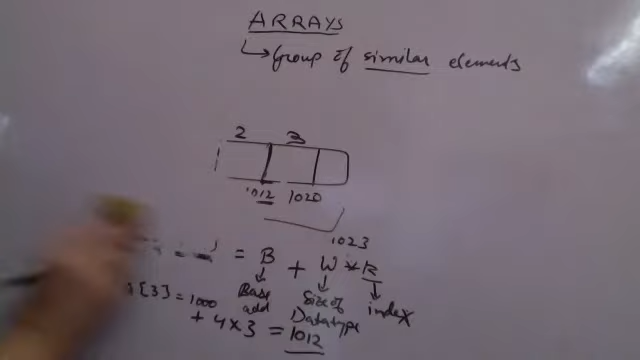 ARRAYS
↳ Group of similar elements
2 3
1012 1020
1023
= B + W * K
Base add
Size of Datatype
index
[3] = 1000
+ 4 x 3 = 1012